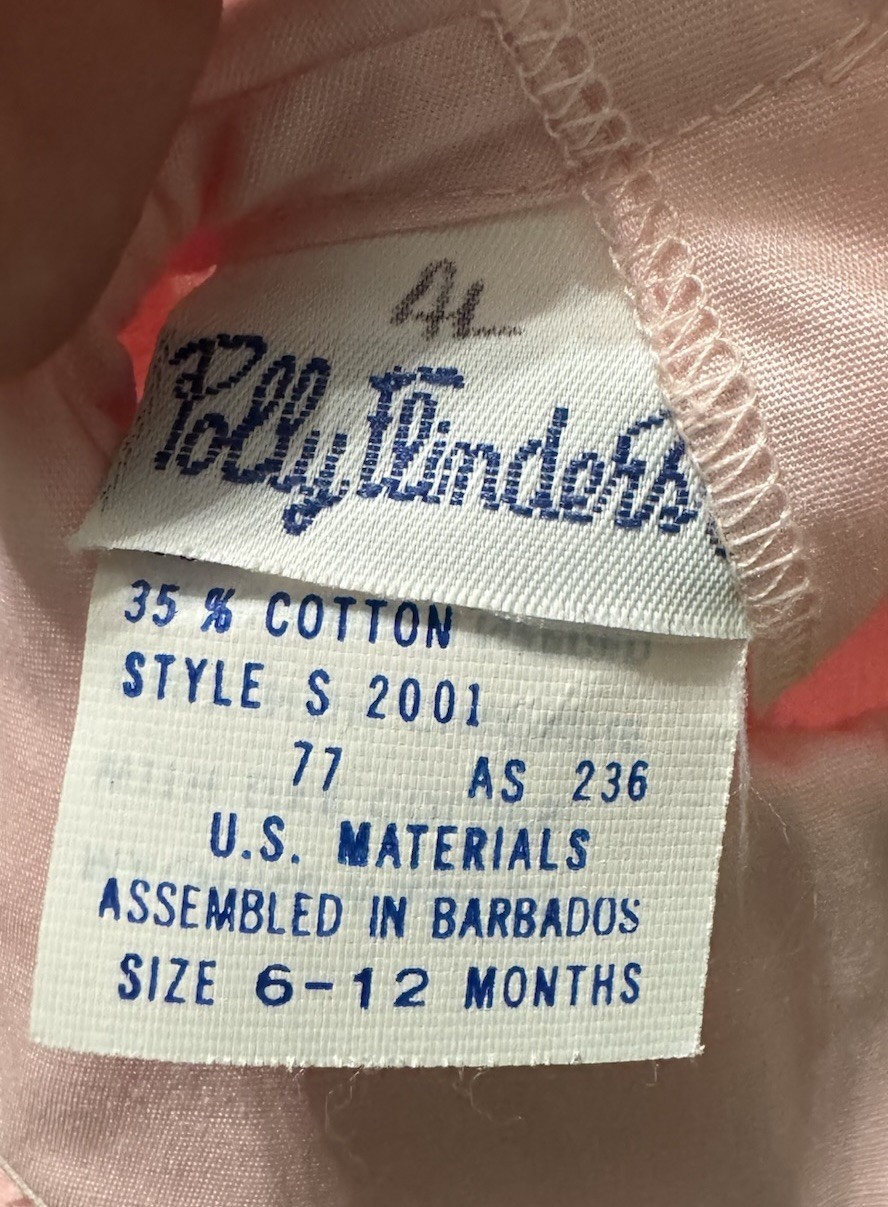 Polly Flinders
35 % COTTON
STYLE S 2001
77 AS 236
U.S. MATERIALS
ASSEMBLED IN BARBADOS
SIZE 6-12 MONTHS